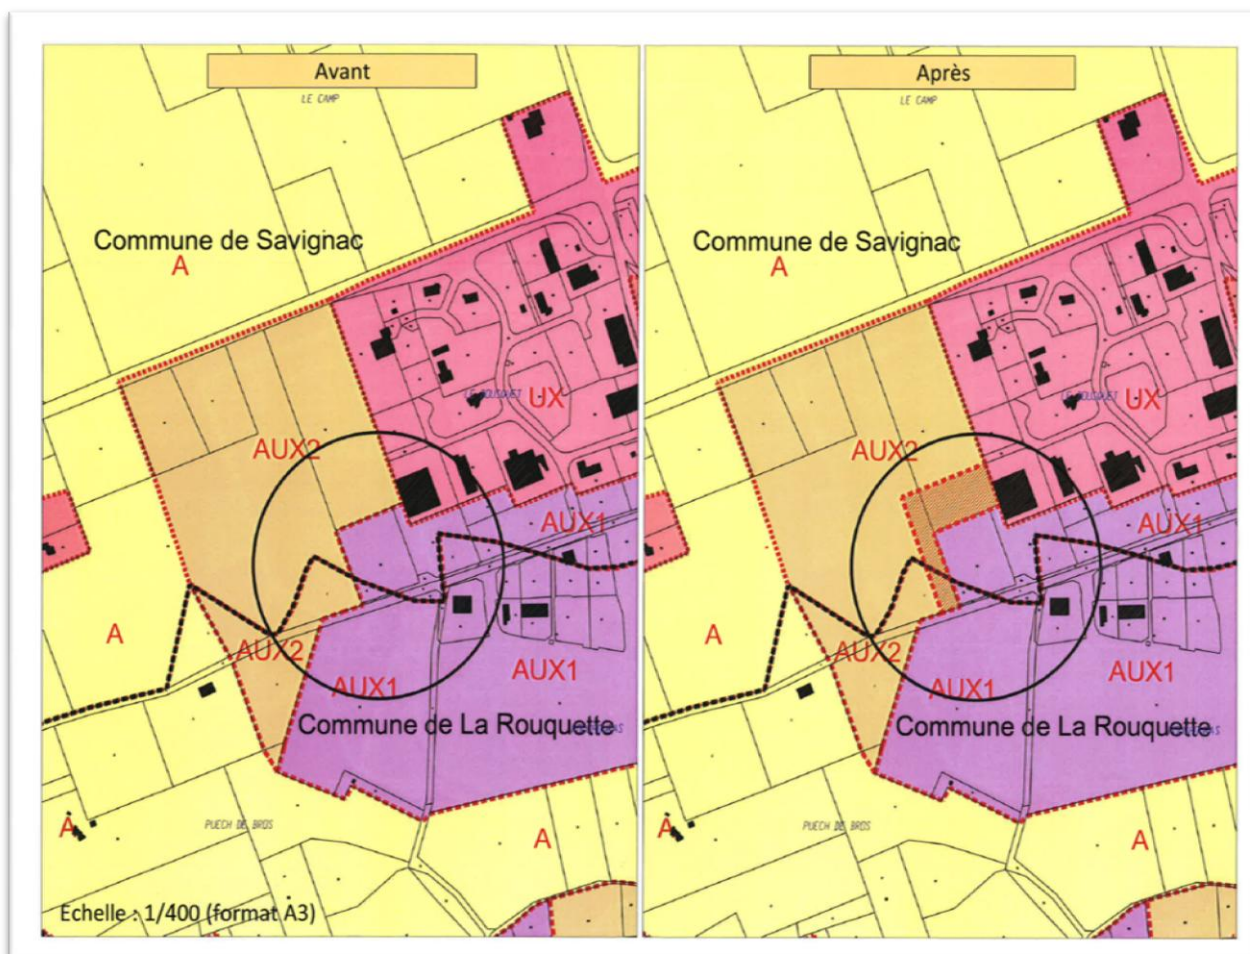 Avant
LE CAMP
Commune de Savignac
A
UX
AUX2
AUX1
A
AUX2
AUX1
AUX1
Commune de La Rouquette
A
PUECH DE BROS
A
Echelle : 1/400 (format A3)
Après
LE CAMP
Commune de Savignac
A
UX
AUX2
AUX1
A
AUX2
AUX1
AUX1
Commune de La Rouquette
A
PUECH DE BROS
A